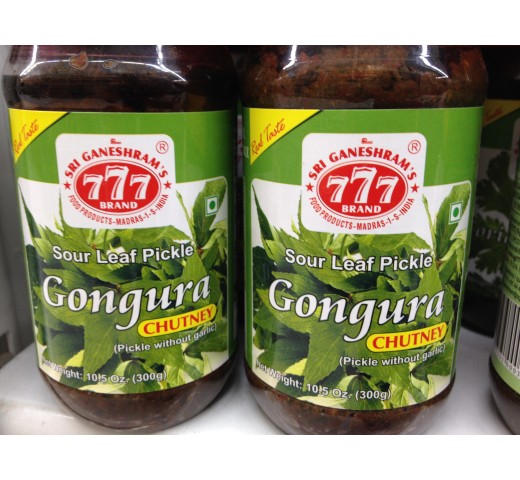 Real Taste
SRI GANESHRAM'S
®
777
BRAND
FOOD PRODUCTS-MADRAS-1-S-INDIA
Sour Leaf Pickle
Gongura
CHUTNEY
(Pickle without garlic)
Net Weight: 10.5 Oz. (300g)
Real Taste
SRI GANESHRAM'S
®
777
BRAND
FOOD PRODUCTS-MADRAS-1-S-INDIA
Sour Leaf Pickle
Gongura
CHUTNEY
(Pickle without garlic)
Net Weight: 10.5 Oz. (300g)